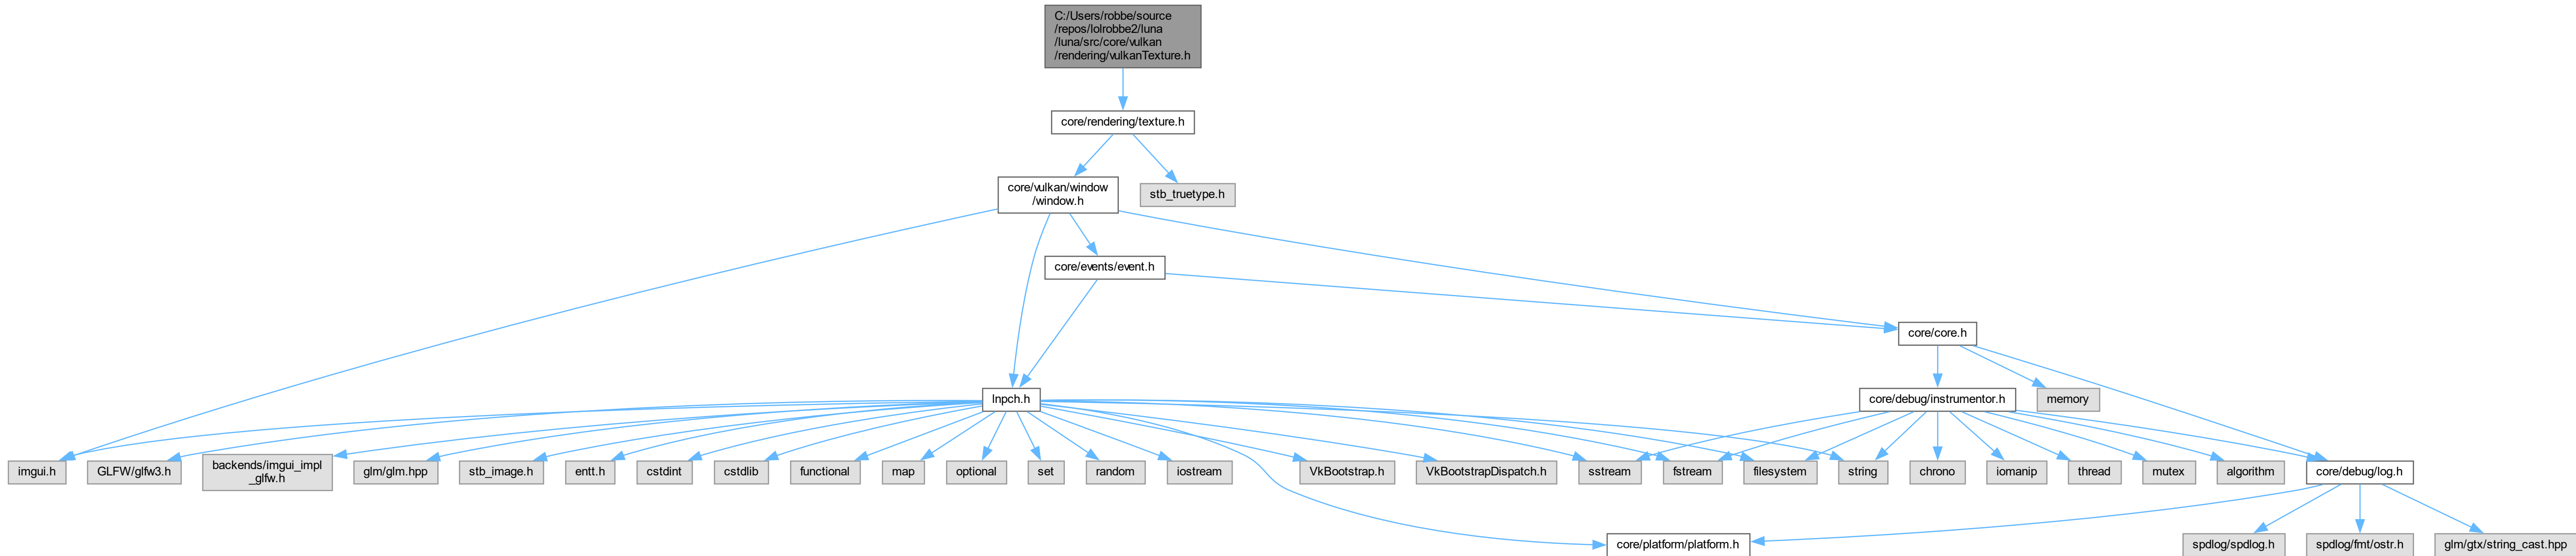 C:/Users/robbe/source
/repos/lolrobbe2/luna
/luna/src/core/vulkan
/rendering/vulkanTexture.h
core/rendering/texture.h
core/vulkan/window
/window.h
stb_truetype.h
core/events/event.h
core/core.h
lnpch.h
core/debug/instrumentor.h
memory
imgui.h
GLFW/glfw3.h
backends/imgui_impl
_glfw.h
glm/glm.hpp
stb_image.h
entt.h
cstdint
cstdlib
functional
map
optional
set
random
iostream
VkBootstrap.h
VkBootstrapDispatch.h
sstream
fstream
filesystem
string
chrono
iomanip
thread
mutex
algorithm
core/debug/log.h
core/platform/platform.h
spdlog/spdlog.h
spdlog/fmt/ostr.h
glm/gtx/string_cast.hpp